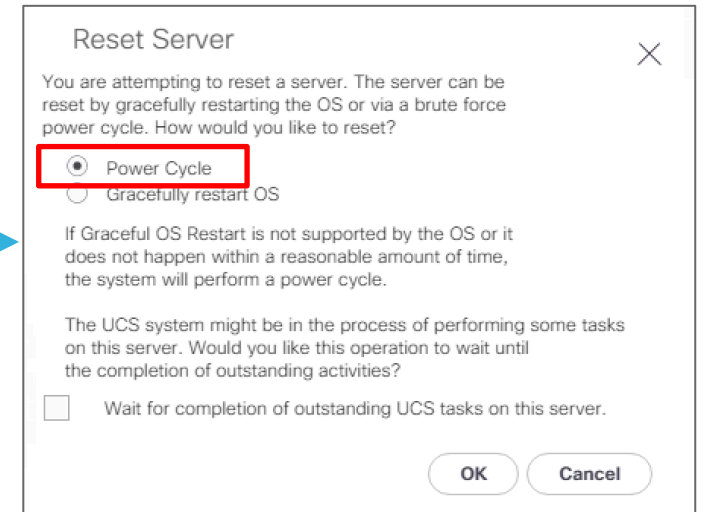 Reset Server
You are attempting to reset a server. The server can be
reset by gracefully restarting the OS or via a brute force
power cycle. How would you like to reset?
Power Cycle
Gracefully restart OS
If Graceful OS Restart is not supported by the OS or it
does not happen within a reasonable amount of time,
the system will perform a power cycle.
The UCS system might be in the process of performing some tasks
on this server. Would you like this operation to wait until
the completion of outstanding activities?
Wait for completion of outstanding UCS tasks on this server.
OK Cancel